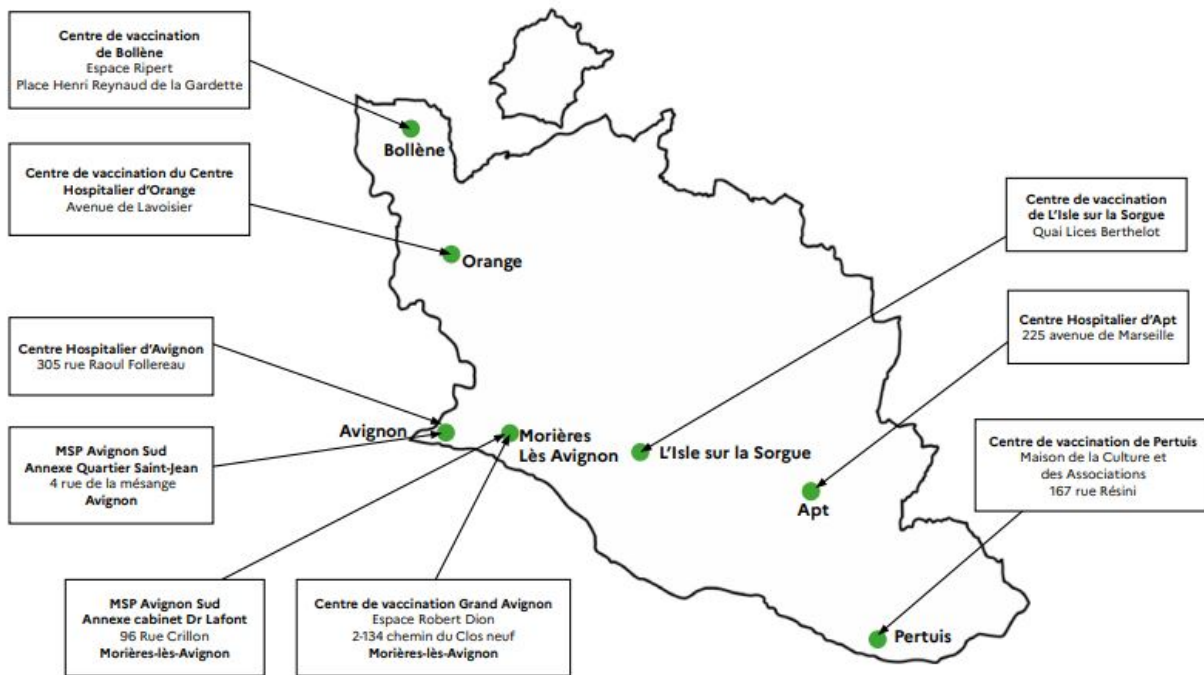 Centre de vaccination
de Bollène
Espace Ripert
Place Henri Reynaud de la Gardette
Bollène
Centre de vaccination du Centre
Hospitalier d'Orange
Avenue de Lavoisier
Orange
Centre de vaccination
de L'Isle sur la Sorgue
Quai Lices Berthelot
Centre Hospitalier d'Apt
225 avenue de Marseille
Centre Hospitalier d'Avignon
305 rue Raoul Follereau
MSP Avignon Sud
Annexe Quartier Saint-Jean
4 rue de la mésange
Avignon
Avignon
Morières
Lès Avignon
L'Isle sur la Sorgue
Apt
Centre de vaccination de Pertuis
Maison de la Culture et
des Associations
167 rue Résini
MSP Avignon Sud
Annexe cabinet Dr Lafont
96 Rue Crillon
Morières-lès-Avignon
Centre de vaccination Grand Avignon
Espace Robert Dion
2-134 chemin du Clos neuf
Morières-lès-Avignon
Pertuis